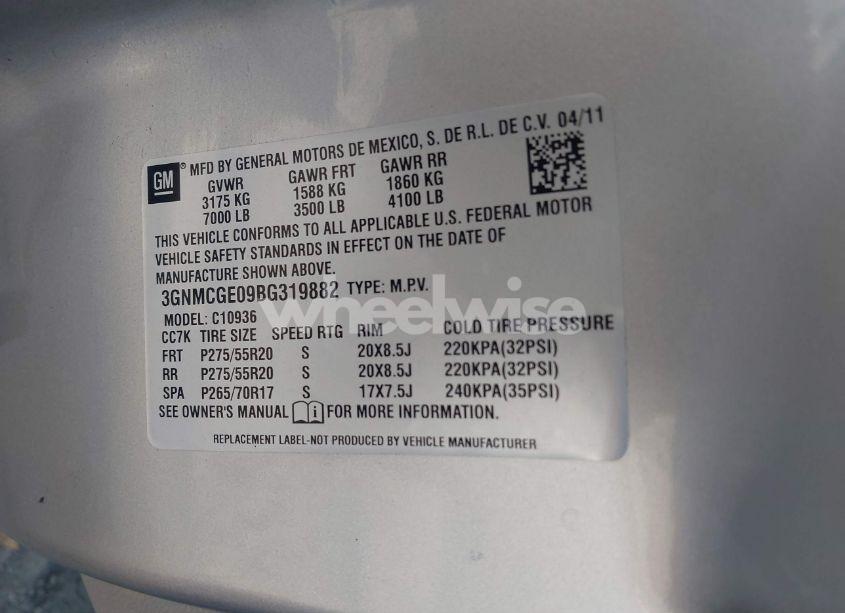 GM ® MFD BY GENERAL MOTORS DE MEXICO, S. DE R.L. DE C.V. 04/11
GVWR GAWR FRT GAWR RR
3175 KG 1588 KG 1860 KG
7000 LB 3500 LB 4100 LB
THIS VEHICLE CONFORMS TO ALL APPLICABLE U.S. FEDERAL MOTOR
VEHICLE SAFETY STANDARDS IN EFFECT ON THE DATE OF
MANUFACTURE SHOWN ABOVE.
3GNMCGE09BG319882 TYPE: M.P.V.
wheelwise
MODEL: C10936
CC7K TIRE SIZE SPEED RTG RIM COLD TIRE PRESSURE
FRT P275/55R20 S 20X8.5J 220KPA(32PSI)
RR P275/55R20 S 20X8.5J 220KPA(32PSI)
SPA P265/70R17 S 17X7.5J 240KPA(35PSI)
SEE OWNER'S MANUAL i FOR MORE INFORMATION.
REPLACEMENT LABEL-NOT PRODUCED BY VEHICLE MANUFACTURER